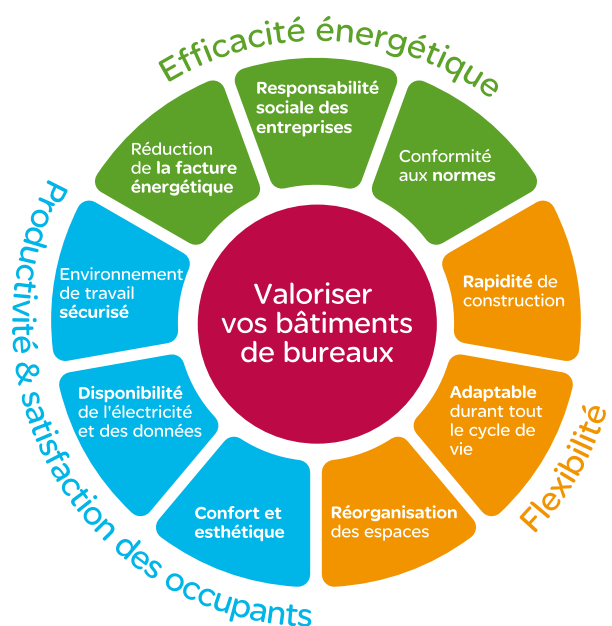 Efficacité énergétique
Responsabilité
sociale des
entreprises
Réduction
de la facture
énergétique
Conformité
aux normes
Productivité & satisfaction des occupants
Environnement
de travail
sécurisé
Rapidité de
construction
Valoriser
vos bâtiments
de bureaux
Disponibilité
de l'électricité
et des données
Adaptable
durant tout
le cycle de
vie
Flexibilité
Confort et
esthétique
Réorganisation
des espaces